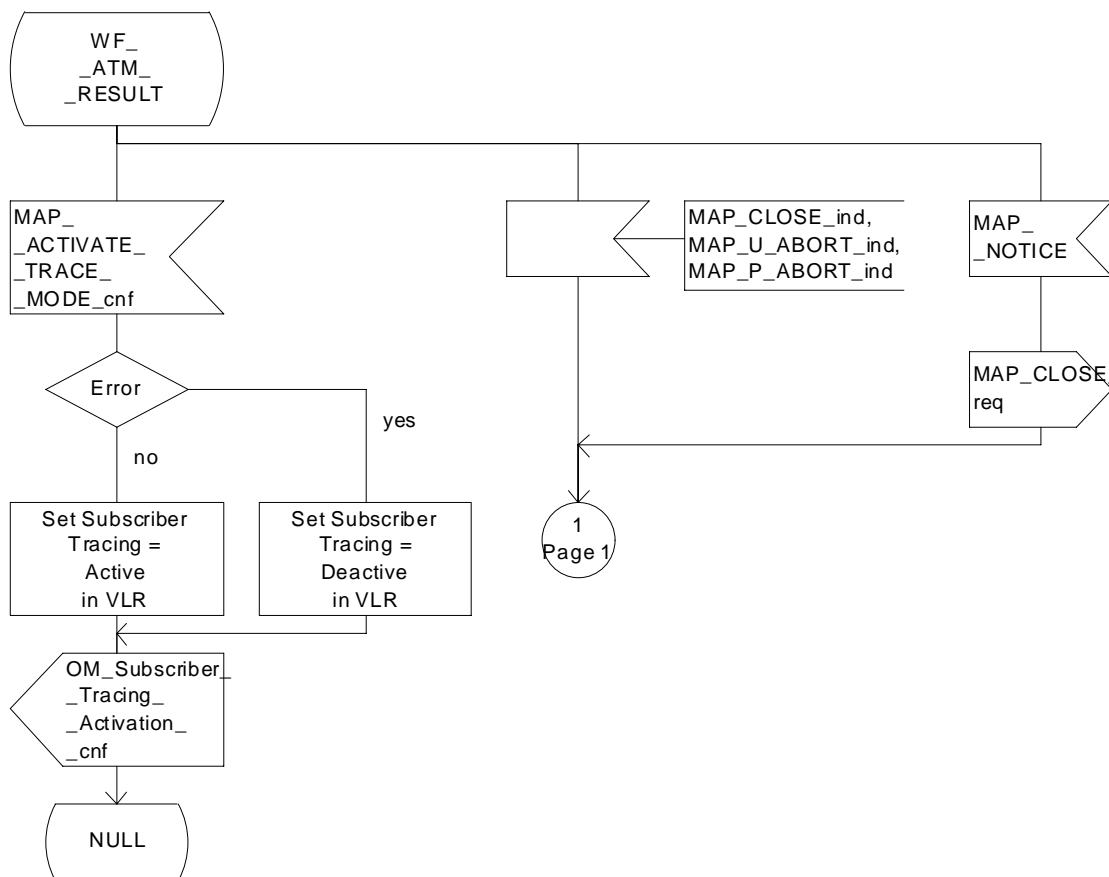 WF_
_ATM_
_RESULT
MAP_
_ACTIVATE_
_TRACE_
_MODE_cnf
MAP_CLOSE_ind,
MAP_U_ABORT_ind,
MAP_P_ABORT_ind
MAP_
_NOTICE
Error
MAP_CLOSE_
req
yes
no
Set Subscriber
Tracing =
Active
in VLR
Set Subscriber
Tracing =
Deactive
in VLR
1
Page 1
OM_Subscriber_
_Tracing_
_Activation_
_cnf
NULL